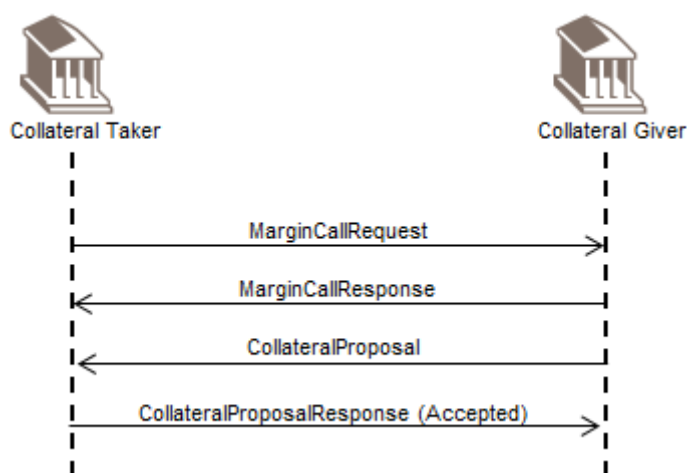 Collateral Taker
Collateral Giver
MarginCallRequest
MarginCallResponse
CollateralProposal
CollateralProposalResponse (Accepted)